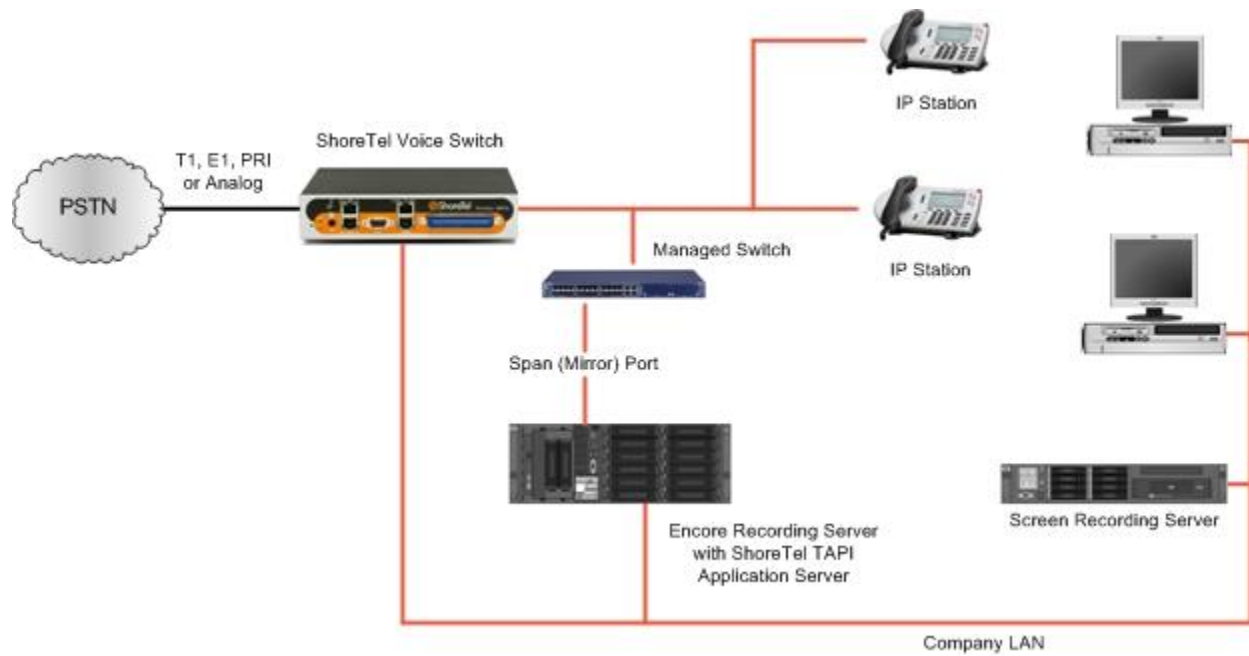 IP Station
ShoreTel Voice Switch
T1, E1, PRI
or Analog
PSTN
ShoreTel
Managed Switch
IP Station
Span (Mirror) Port
Encore Recording Server
with ShoreTel TAPI
Application Server
Screen Recording Server
Company LAN